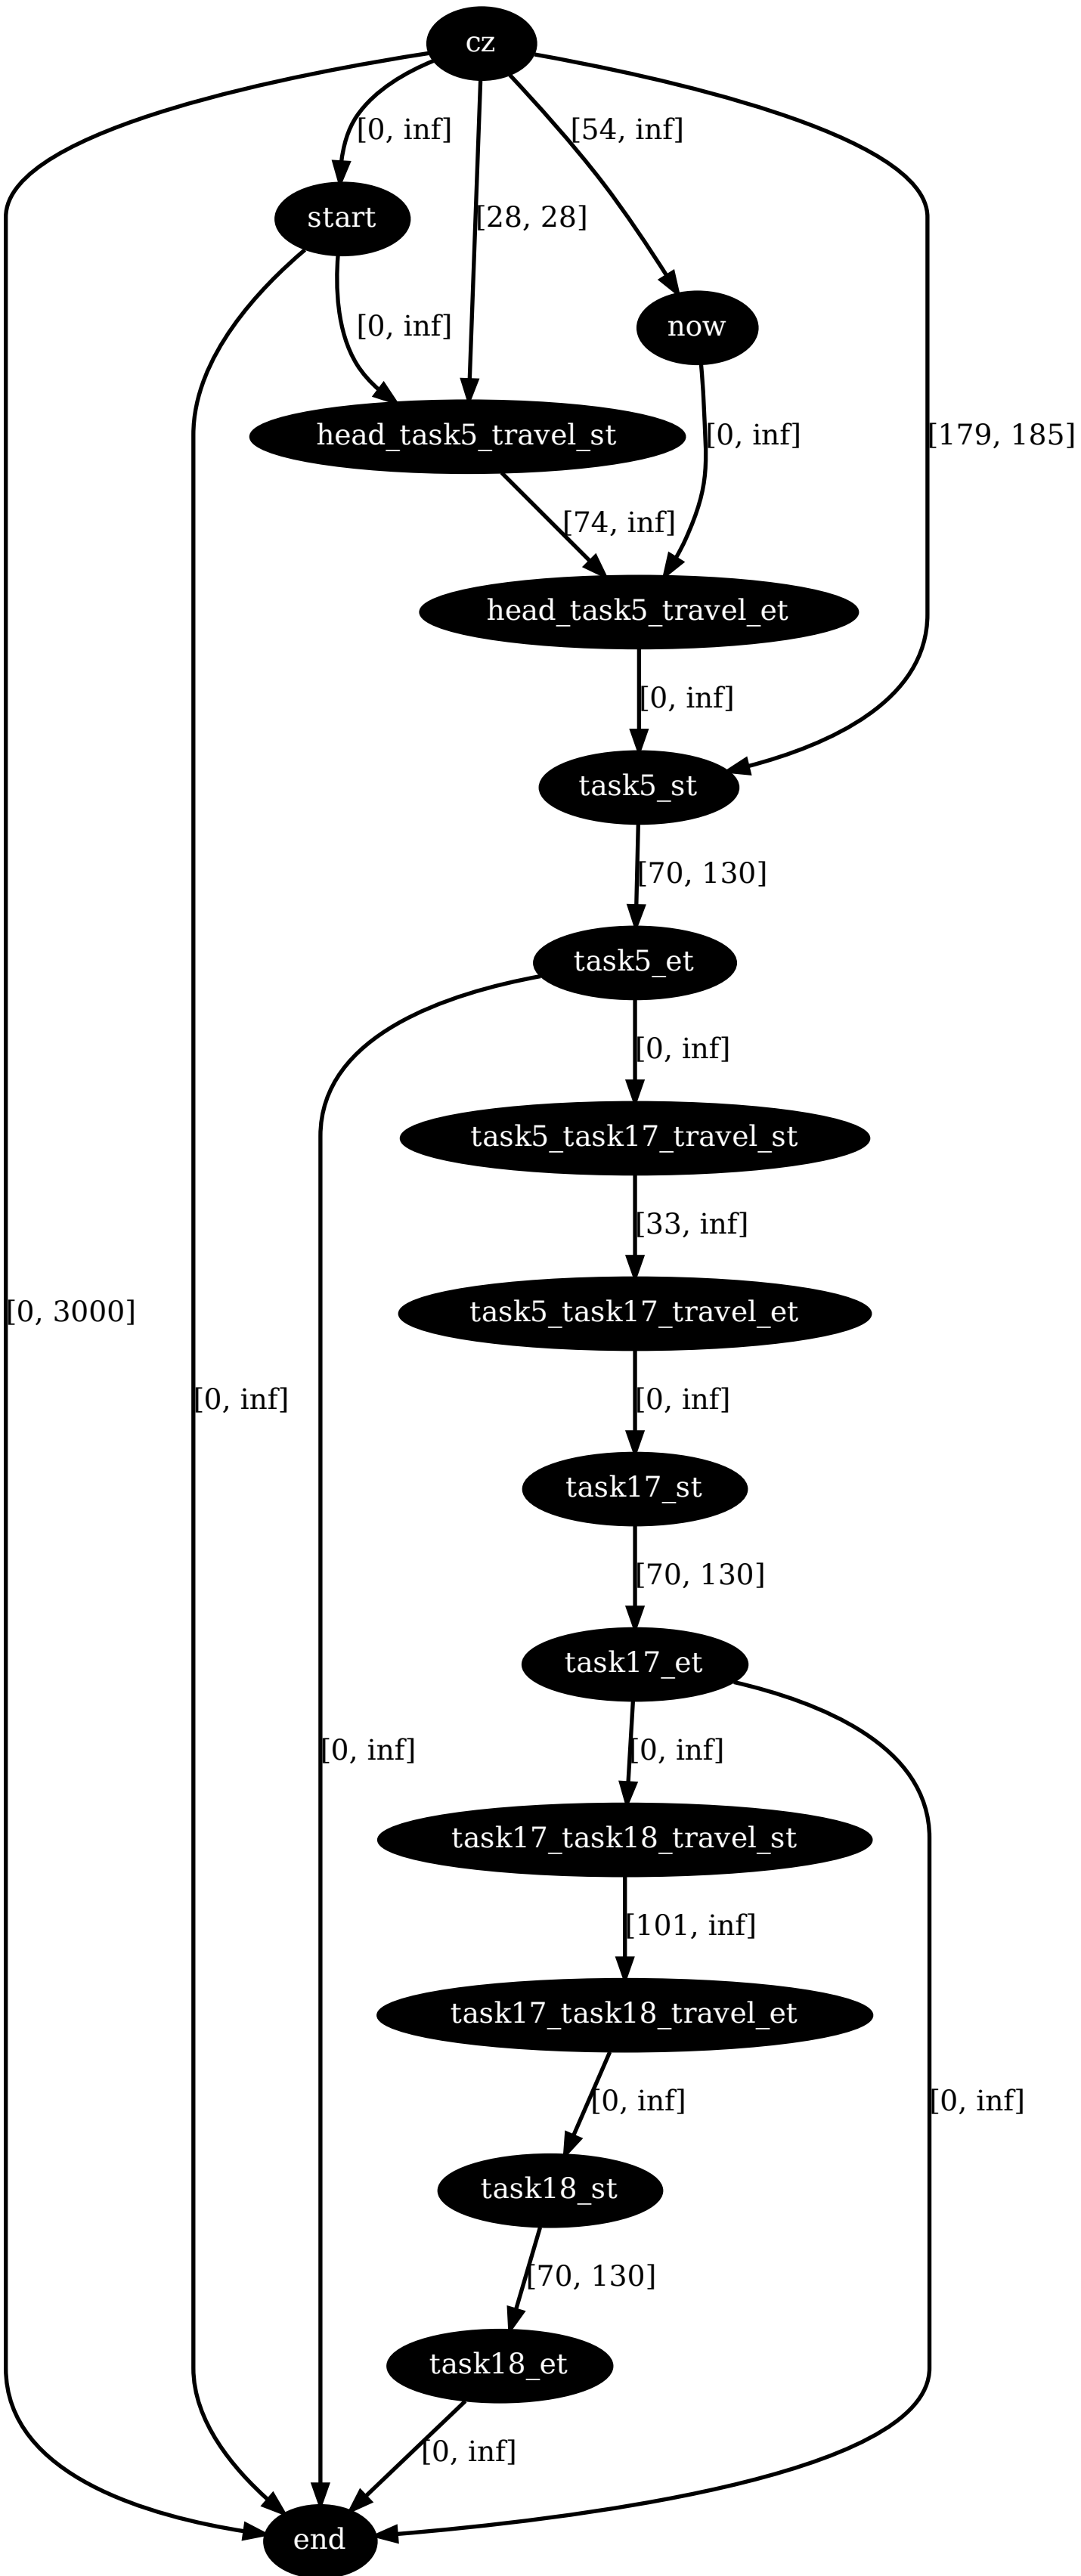 cz
[0, inf]
[54, inf]
start
[28, 28]
now
[0, inf]
head_task5_travel_st
[0, inf]
[179, 185]
[74, inf]
head_task5_travel_et
[0, inf]
task5_st
[70, 130]
task5_et
[0, inf]
task5_task17_travel_st
[33, inf]
[0, 3000]
task5_task17_travel_et
[0, inf]
[0, inf]
task17_st
[70, 130]
task17_et
[0, inf]
[0, inf]
task17_task18_travel_st
[101, inf]
task17_task18_travel_et
[0, inf]
[0, inf]
task18_st
[70, 130]
task18_et
[0, inf]
end